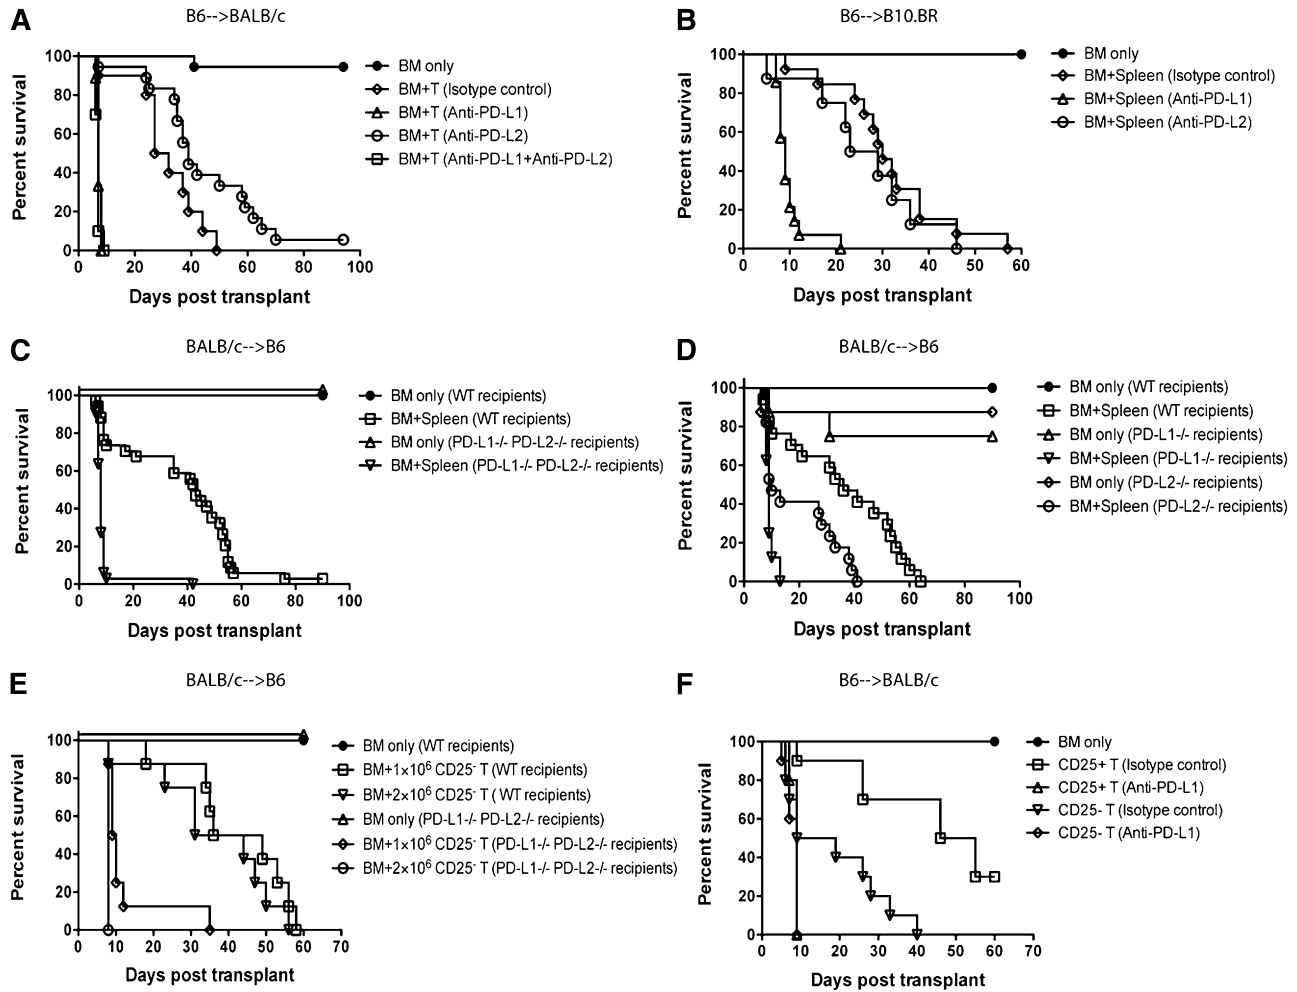 A
B6-->BALB/c
Percent survival
100
80
60
40
20
0
0 20 40 60 80 100
Days post transplant
BM only
BM+T (Isotype control)
BM+T (Anti-PD-L1)
BM+T (Anti-PD-L2)
BM+T (Anti-PD-L1+Anti-PD-L2)
B
B6-->B10.BR
Percent survival
100
80
60
40
20
0
0 10 20 30 40 50 60
Days post transplant
BM only
BM+Spleen (Isotype control)
BM+Spleen (Anti-PD-L1)
BM+Spleen (Anti-PD-L2)
C
BALB/c-->B6
Percent survival
100
80
60
40
20
0
0 20 40 60 80 100
Days post transplant
BM only (WT recipients)
BM+Spleen (WT recipients)
BM only (PD-L1-/- PD-L2-/- recipients)
BM+Spleen (PD-L1-/- PD-L2-/- recipients)
D
BALB/c-->B6
Percent survival
100
80
60
40
20
0
0 20 40 60 80 100
Days post transplant
BM only (WT recipients)
BM+Spleen (WT recipients)
BM only (PD-L1-/- recipients)
BM+Spleen (PD-L1-/- recipients)
BM only (PD-L2-/- recipients)
BM+Spleen (PD-L2-/- recipients)
E
BALB/c-->B6
Percent survival
100
80
60
40
20
0
0 10 20 30 40 50 60 70
Days post transplant
BM only (WT recipients)
BM+1×10⁶ CD25⁻ T (WT recipients)
BM+2×10⁶ CD25⁻ T ( WT recipients)
BM only (PD-L1-/- PD-L2-/- recipients)
BM+1×10⁶ CD25⁻ T (PD-L1-/- PD-L2-/- recipients)
BM+2×10⁶ CD25⁻ T (PD-L1-/- PD-L2-/- recipients)
F
B6-->BALB/c
Percent survival
100
80
60
40
20
0
0 10 20 30 40 50 60 70
Days post transplant
BM only
CD25+ T (Isotype control)
CD25+ T (Anti-PD-L1)
CD25- T (Isotype control)
CD25- T (Anti-PD-L1)